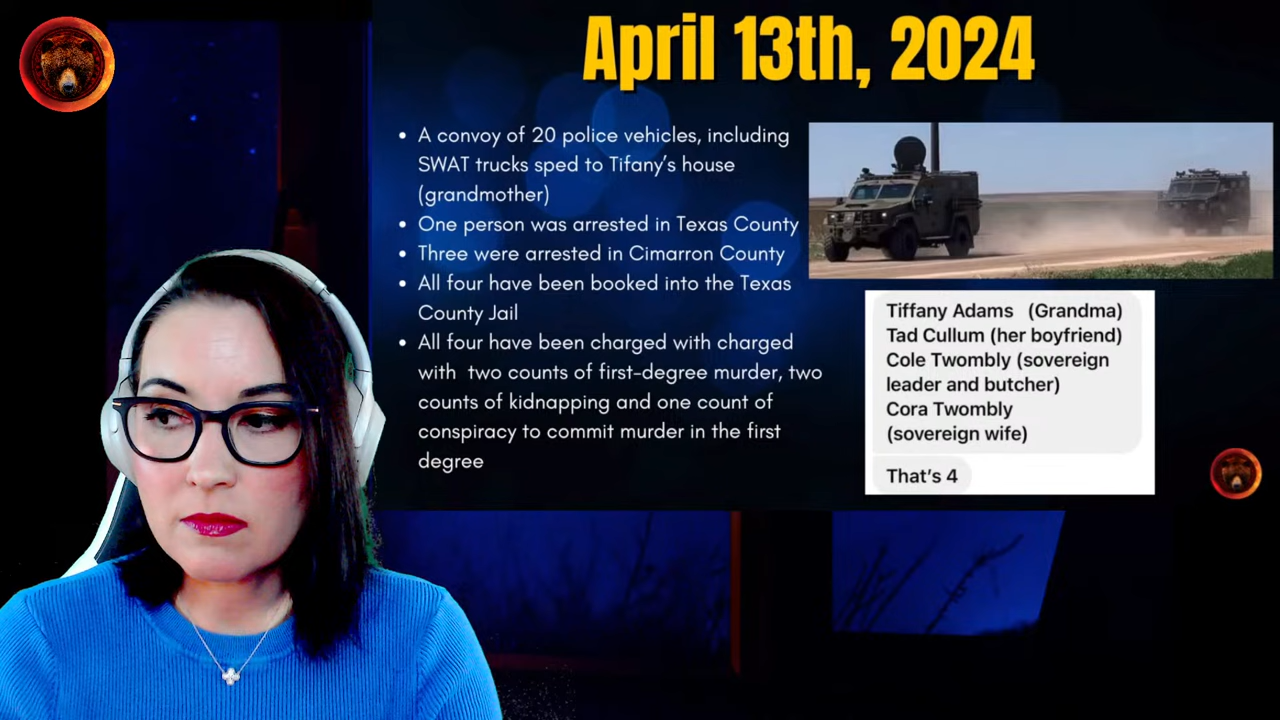 April 13th, 2024
• A convoy of 20 police vehicles, including
SWAT trucks sped to Tifany's house
(grandmother)
• One person was arrested in Texas County
• Three were arrested in Cimarron County
• All four have been booked into the Texas
County Jail
• All four have been charged with charged
with two counts of first-degree murder, two
counts of kidnapping and one count of
conspiracy to commit murder in the first
degree
Tiffany Adams (Grandma)
Tad Cullum (her boyfriend)
Cole Twombly (sovereign
leader and butcher)
Cora Twombly
(sovereign wife)
That's 4